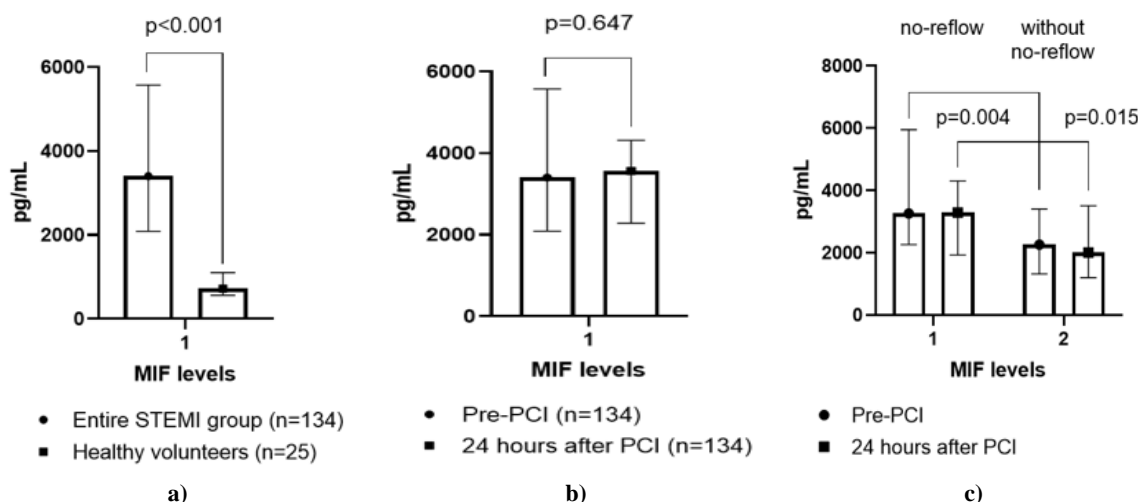 p<0.001
6000
4000
2000
0
pg/mL
1
MIF levels
● Entire STEMI group (n=134)
■ Healthy volunteers (n=25)
a)
p=0.647
6000
4000
2000
0
pg/mL
1
MIF levels
● Pre-PCI (n=134)
■ 24 hours after PCI (n=134)
b)
no-reflow
without
no-reflow
8000
6000
4000
2000
0
pg/mL
p=0.004
p=0.015
1
2
MIF levels
● Pre-PCI
■ 24 hours after PCI
c)